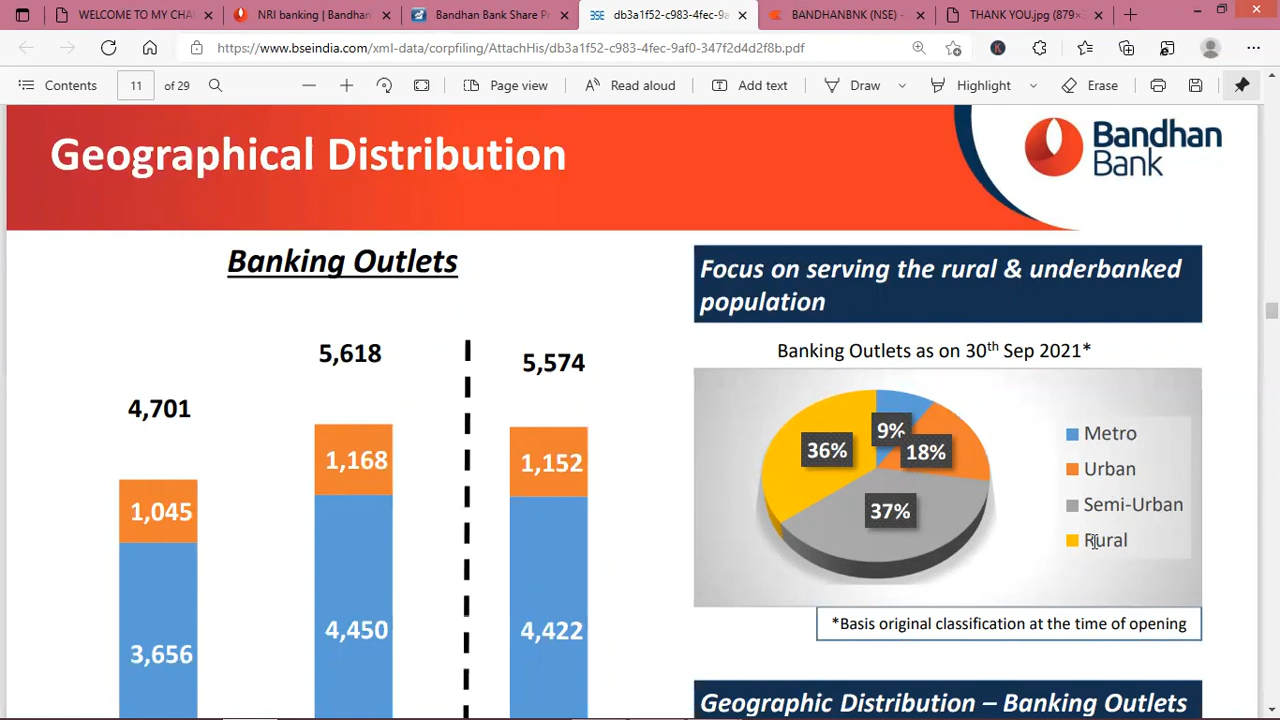 WELCOME TO MY CHA
NRI banking | Bandhan
Bandhan Bank Share Pr
db3a1f52-c983-4fec-9a
BANDHANBNK (NSE) -
THANK YOU.jpg (879×
https://www.bseindia.com/xml-data/corpfiling/AttachHis/db3a1f52-c983-4fec-9af0-347f2d4d2f8b.pdf
Contents
11
of 29
Page view
Read aloud
Add text
Draw
Highlight
Erase
Geographical Distribution
Bandhan
Bank
Banking Outlets
4,701
5,618
5,574
1,045
1,168
1,152
3,656
4,450
4,422
Focus on serving the rural & underbanked
population
Banking Outlets as on 30th Sep 2021*
9%
18%
36%
37%
Metro
Urban
Semi-Urban
Rural
*Basis original classification at the time of opening
Geographic Distribution – Banking Outlets